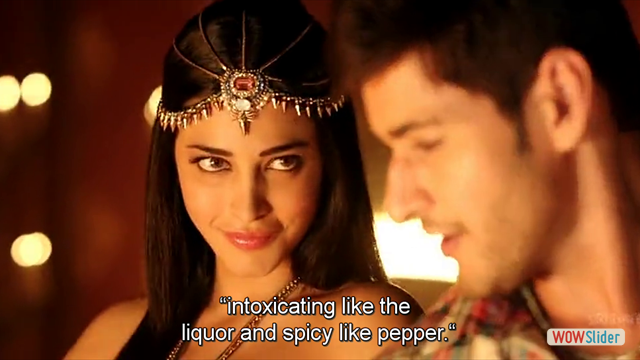 “intoxicating like the
liquor and spicy like pepper.“
WOWSlider